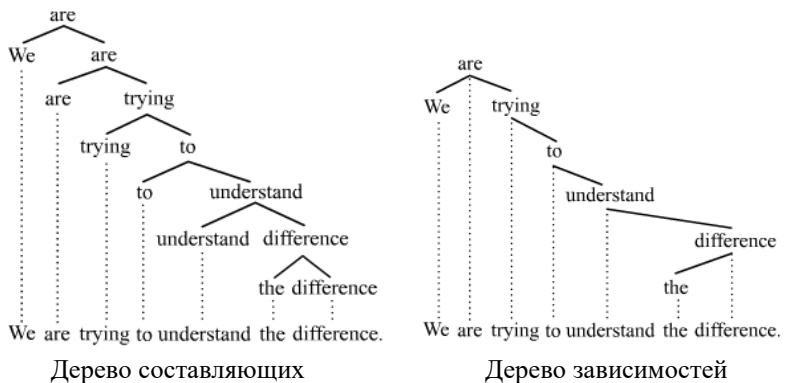 are
We are
are trying
trying to
to understand
understand difference
the difference
We are trying to understand the difference.
Дерево составляющих
are
We trying
to
understand
difference
the
We are trying to understand the difference.
Дерево зависимостей